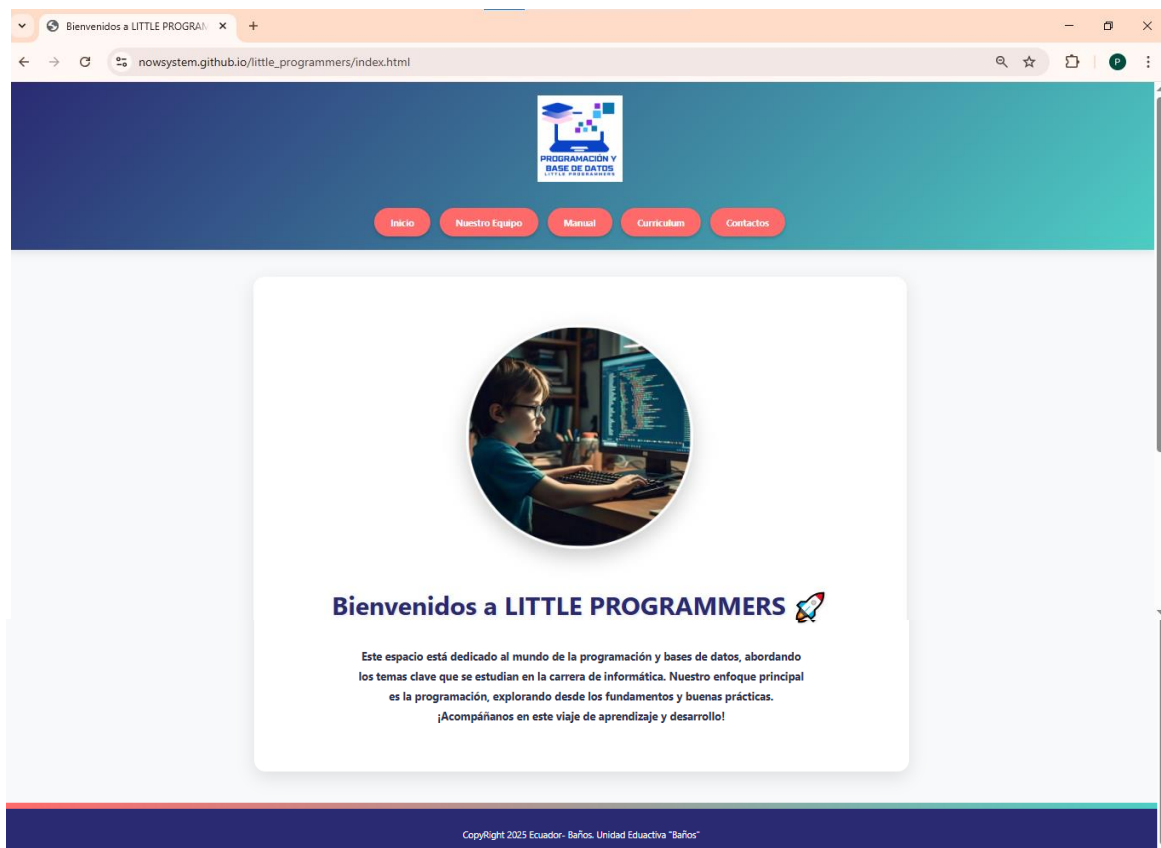 Bienvenidos a LITTLE PROGRAM
nowsystem.github.io/little_programmers/index.html
P
PROGRAMACIÓN Y
BASE DE DATOS
LITTLE PROGRAMMERS
Inicio
Nuestro Equipo
Manual
Curriculum
Contactos
Bienvenidos a LITTLE PROGRAMMERS 🚀
Este espacio está dedicado al mundo de la programación y bases de datos, abordando
los temas clave que se estudian en la carrera de informática. Nuestro enfoque principal
es la programación, explorando desde los fundamentos y buenas prácticas.
¡Acompáñanos en este viaje de aprendizaje y desarrollo!
CopyRight 2025 Ecuador- Baños. Unidad Eduactiva "Baños"